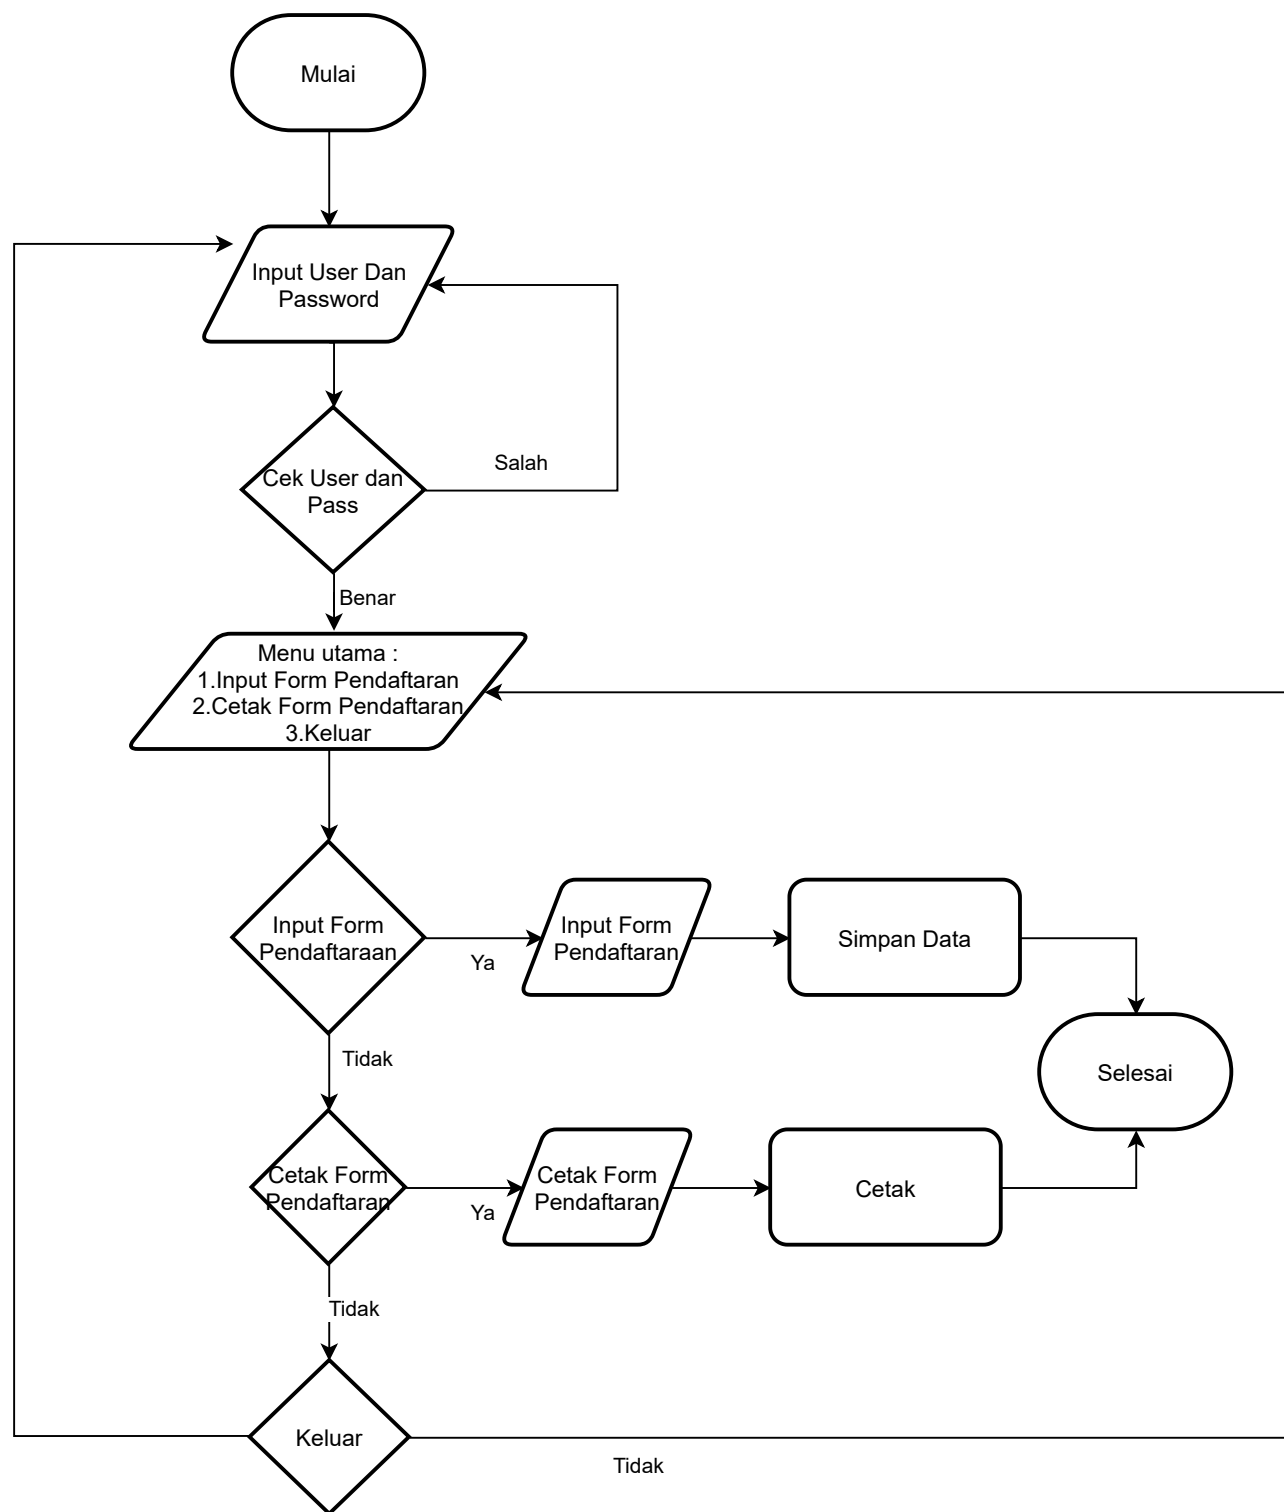 Mulai
Input User Dan
Password
Cek User dan
Pass
Salah
Benar
Menu utama :
1.Input Form Pendaftaran
2.Cetak Form Pendaftaran
3.Keluar
Input Form
Pendaftaraan
Ya
Input Form
Pendaftaran
Simpan Data
Selesai
Tidak
Cetak Form
Pendaftaran
Ya
Cetak Form
Pendaftaran
Cetak
Tidak
Keluar
Tidak